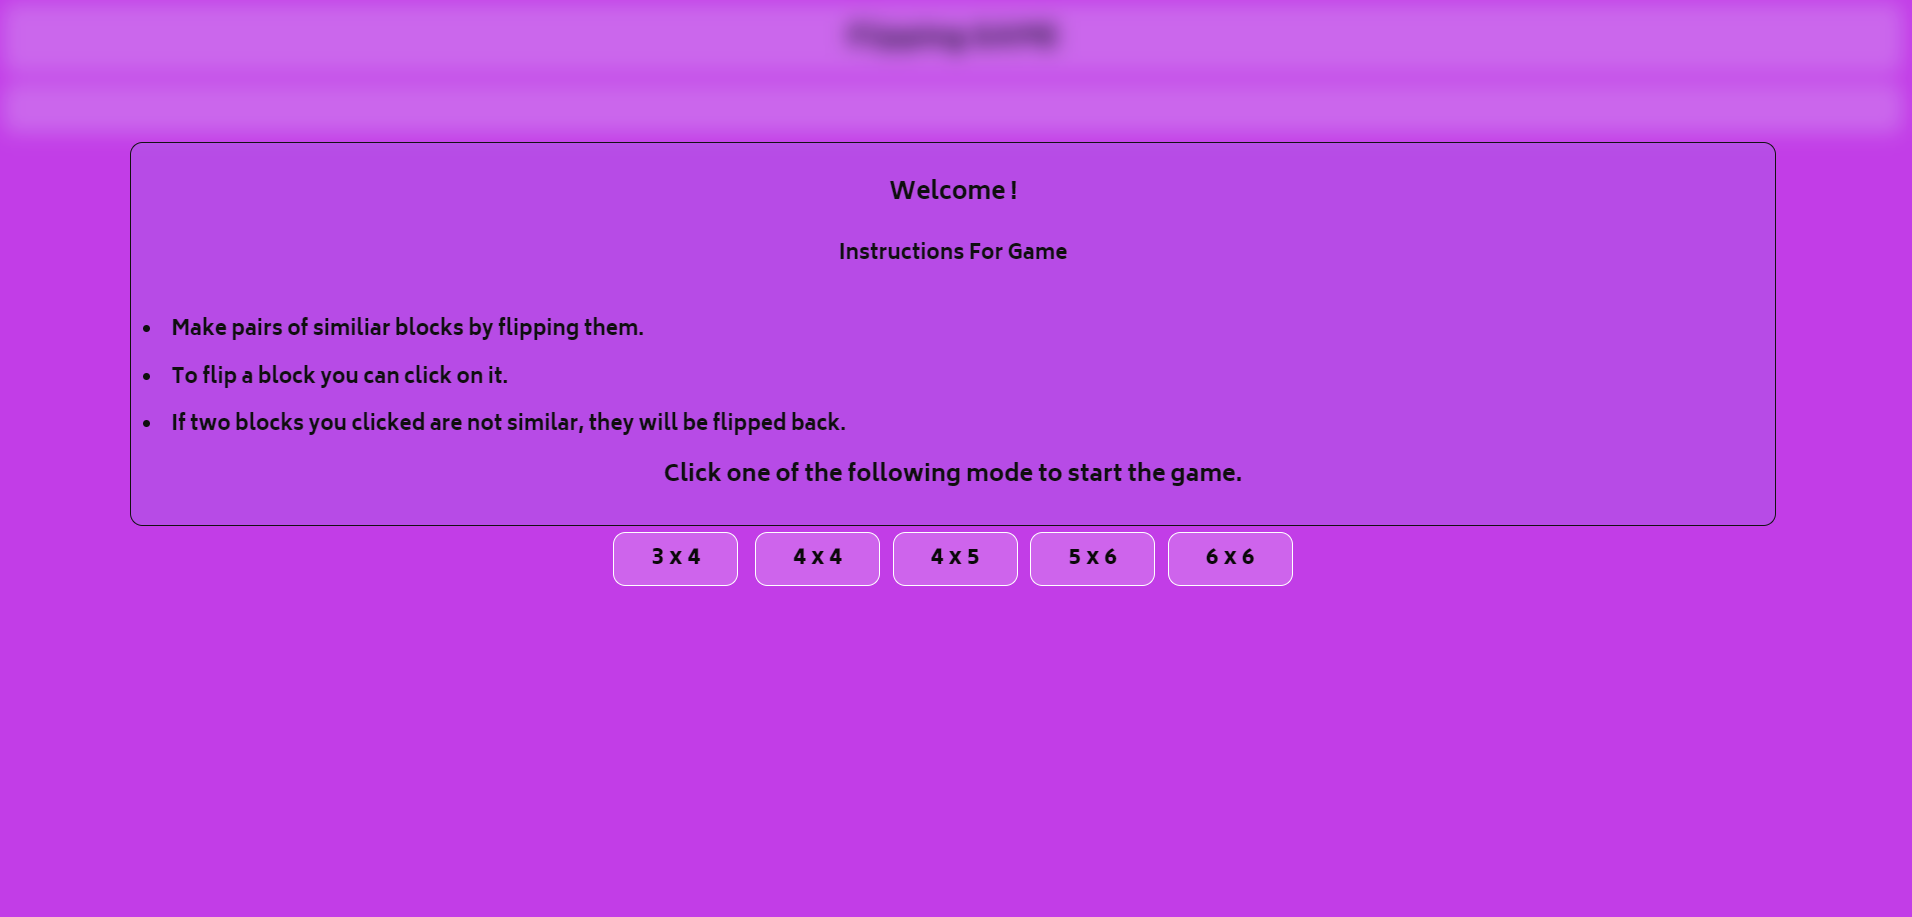 Welcome !
Instructions For Game
Make pairs of similiar blocks by flipping them.
To flip a block you can click on it.
If two blocks you clicked are not similar, they will be flipped back.
Click one of the following mode to start the game.
3 x 4
4 x 4
4 x 5
5 x 6
6 x 6